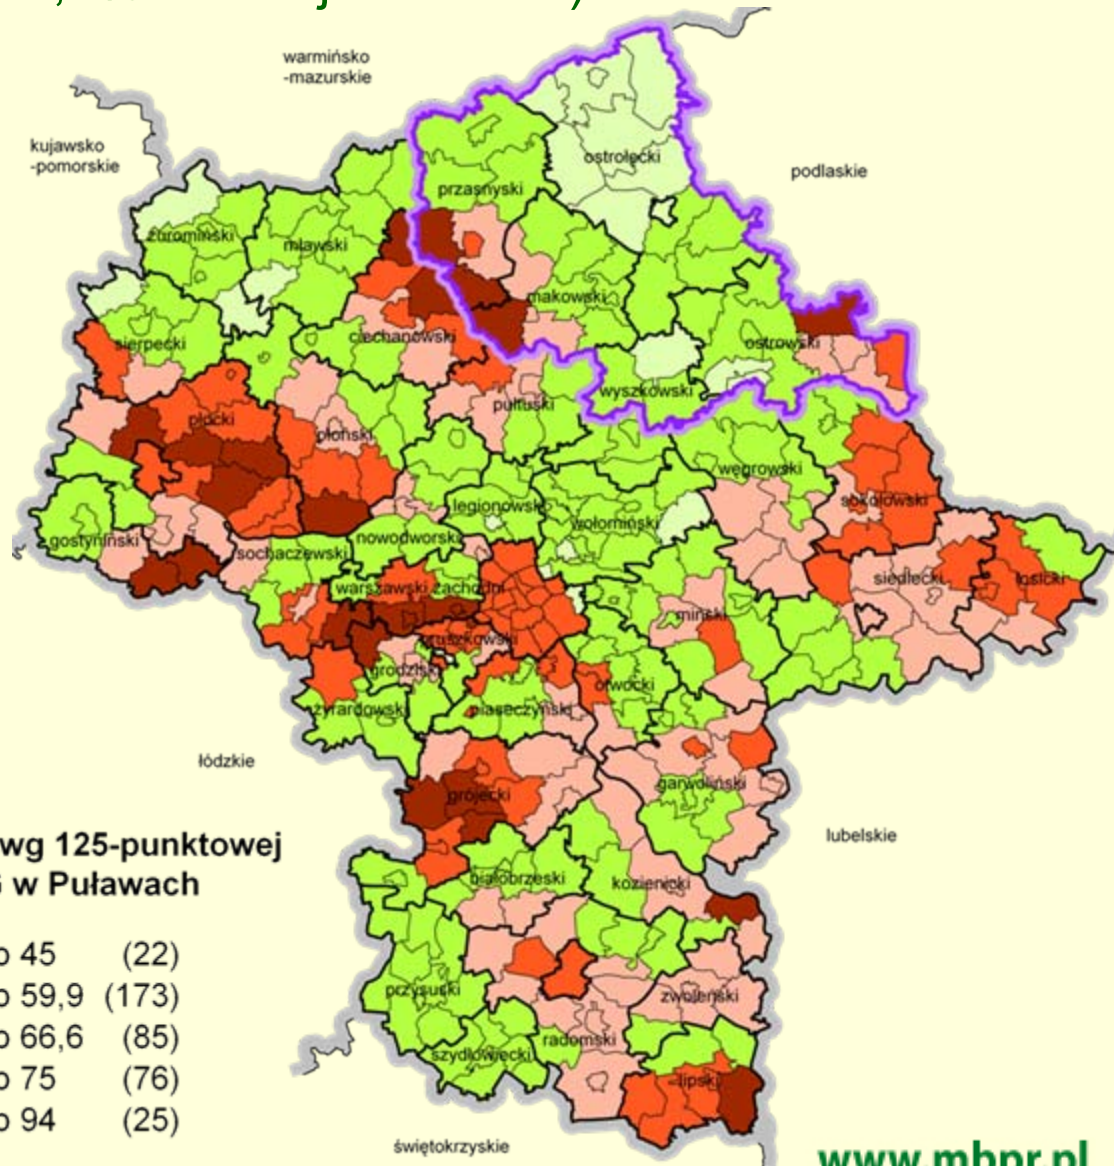 warmińsko
-mazurskie
kujawsko
-pomorskie
podlaskie
ostrołęcki
przasnyski
żuromiński
mławski
makowski
ciechanowski
sierpecki
ostrowski
wyszkowski
pułtuski
płocki
płoński
węgrowski
legionowski
sokołowski
wołomiński
gostyniński
nowodworski
sochaczewski
siedlecki
łosicki
warszawski zachodni
miński
pruszkowski
grodziski
otwocki
żyrardowski
piaseczyński
łódzkie
garwoliński
grójecki
lubelskie
wg 125-punktowej
w Puławach
białobrzeski
kozienicki
o 45 (22)
o 59,9 (173)
o 66,6 (85)
o 75 (76)
o 94 (25)
przysuski
zwoleński
radomski
szydłowiecki
lipski
świętokrzyskie
www.mbpr.pl